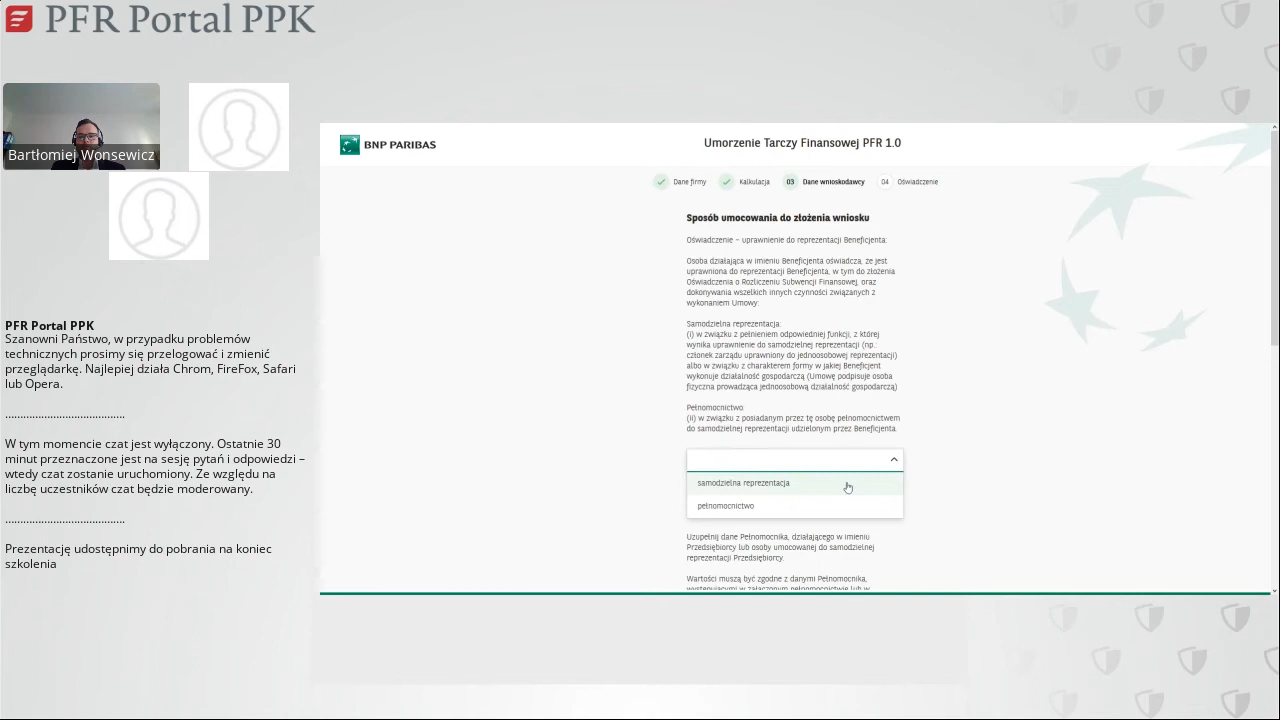 PFR Portal PPK
Bartłomiej Wonsewicz
PFR Portal PPK
Szanowni Państwo, w przypadku problemów
technicznych prosimy się przelogować i zmienić
przeglądarkę. Najlepiej działa Chrom, FireFox, Safari
lub Opera.
........................................
W tym momencie czat jest wyłączony. Ostatnie 30
minut przeznaczone jest na sesję pytań i odpowiedzi –
wtedy czat zostanie uruchomiony. Ze względu na
liczbę uczestników czat będzie moderowany.
........................................
Prezentację udostępnimy do pobrania na koniec
szkolenia
BNP PARIBAS
Umorzenie Tarczy Finansowej PFR 1.0
Dane firmy
Kalkulacja
03 Dane wnioskodawcy
04 Oświadczenie
Sposób umocowania do złożenia wniosku
Oświadczenie – uprawnienie do reprezentacji Beneficjenta:
Osoba działająca w imieniu Beneficjenta oświadcza, że jest
uprawniona do reprezentacji Beneficjenta, w tym do złożenia
Oświadczenia o Rozliczeniu Subwencji Finansowej, oraz
dokonywania wszelkich innych czynności związanych z
wykonaniem Umowy:
Samodzielna reprezentacja:
(i) w związku z pełnieniem odpowiedniej funkcji, z której
wynika uprawnienie do samodzielnej reprezentacji (np.:
członek zarządu uprawniony do jednoosobowej reprezentacji)
albo w związku z charakterem formy w jakiej Beneficjent
wykonuje działalność gospodarczą (Umowę podpisuje osoba
fizyczna prowadząca jednoosobową działalność gospodarczą)
Pełnomocnictwo:
(ii) w związku z posiadanym przez tę osobę pełnomocnictwem
do samodzielnej reprezentacji udzielonym przez Beneficjenta.
samodzielna reprezentacja
pełnomocnictwo
Uzupełnij dane Pełnomocnika, działającego w imieniu
Przedsiębiorcy lub osoby umocowanej do samodzielnej
reprezentacji Przedsiębiorcy.
Wartości muszą być zgodne z danymi Pełnomocnika,
występującymi w załączonym pełnomocnictwie lub w